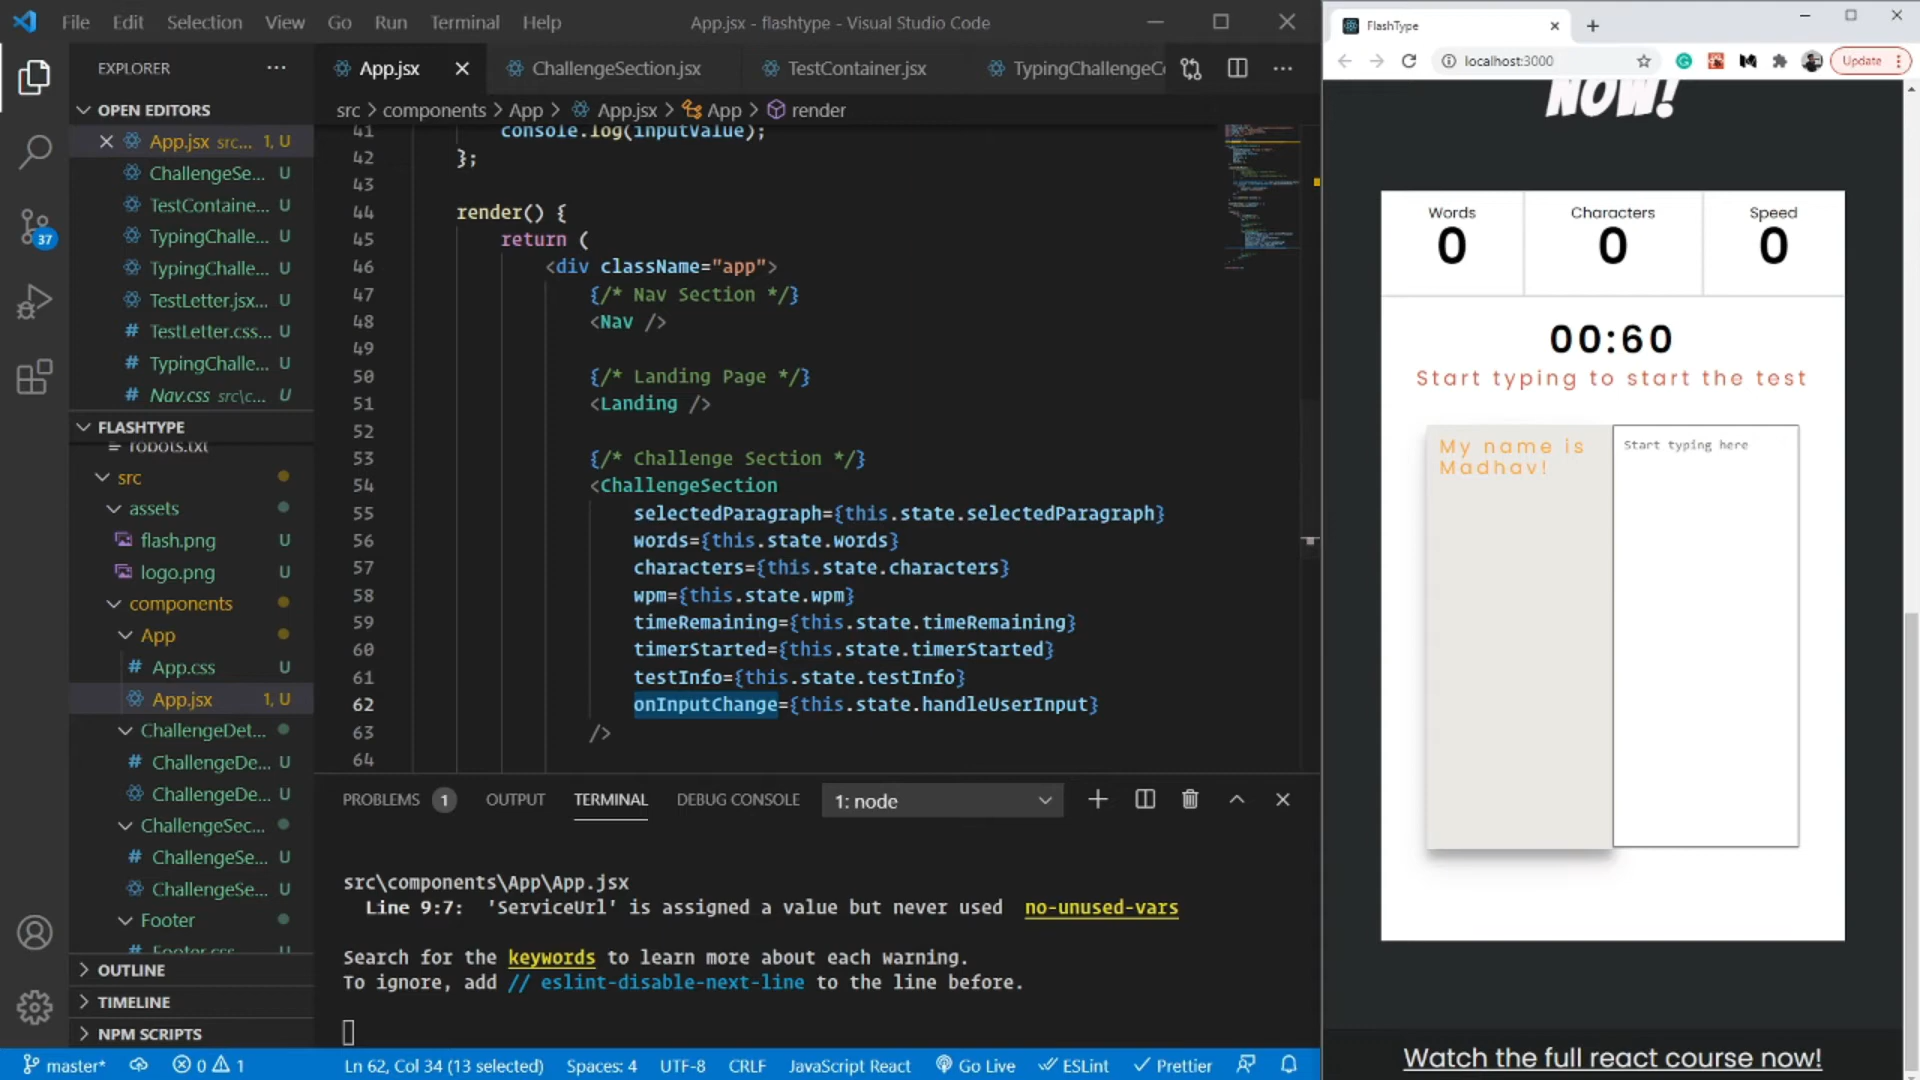 File Edit Selection View Go Run Terminal Help
App.jsx - flashtype - Visual Studio Code
EXPLORER
OPEN EDITORS
App.jsx src... 1, U
ChallengeSe... U
TestContaine... U
TypingChalle... U
TypingChalle... U
TestLetter.jsx... U
TestLetter.css... U
TypingChalle... U
Nav.css src\c... U
FLASHTYPE
robots.txt
src
assets
flash.png U
logo.png U
components
App
App.css U
App.jsx 1, U
ChallengeDet...
ChallengeDe... U
ChallengeDe... U
ChallengeSec...
ChallengeSe... U
ChallengeSe... U
Footer
Footer.css
OUTLINE
TIMELINE
NPM SCRIPTS
37
App.jsx
ChallengeSection.jsx
TestContainer.jsx
TypingChallengeCo
src > components > App > App.jsx > App > render
41 console.log(inputValue);
42 };
43
44 render() {
45 return (
46 <div className="app">
47 {/* Nav Section */}
48 <Nav />
49
50 {/* Landing Page */}
51 <Landing />
52
53 {/* Challenge Section */}
54 <ChallengeSection
55 selectedParagraph={this.state.selectedParagraph}
56 words={this.state.words}
57 characters={this.state.characters}
58 wpm={this.state.wpm}
59 timeRemaining={this.state.timeRemaining}
60 timerStarted={this.state.timerStarted}
61 testInfo={this.state.testInfo}
62 onInputChange={this.state.handleUserInput}
63 />
64
PROBLEMS 1 OUTPUT TERMINAL DEBUG CONSOLE 1: node
src\components\App\App.jsx
Line 9:7: 'ServiceUrl' is assigned a value but never used no-unused-vars
Search for the keywords to learn more about each warning.
To ignore, add // eslint-disable-next-line to the line before.
master* 0 1 Ln 62, Col 34 (13 selected) Spaces: 4 UTF-8 CRLF JavaScript React Go Live ESLint Prettier
FlashType
localhost:3000
Update
NOW!
Words
0
Characters
0
Speed
0
00:60
Start typing to start the test
My name is
Madhav!
Start typing here
Watch the full react course now!